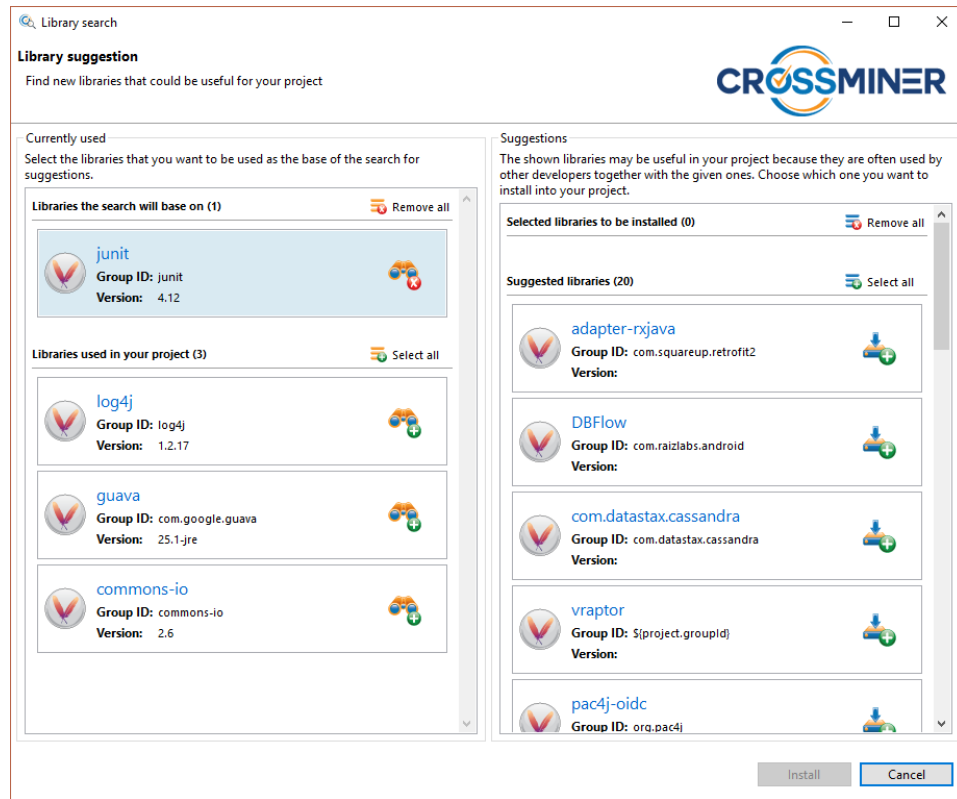 Library search
Library suggestion
Find new libraries that could be useful for your project
CROSSMINER
Currently used
Select the libraries that you want to be used as the base of the search for
suggestions.
Libraries the search will base on (1)
Remove all
junit
Group ID: junit
Version: 4.12
Libraries used in your project (3)
Select all
log4j
Group ID: log4j
Version: 1.2.17
guava
Group ID: com.google.guava
Version: 25.1-jre
commons-io
Group ID: commons-io
Version: 2.6
Suggestions
The shown libraries may be useful in your project because they are often used by
other developers together with the given ones. Choose which one you want to
install into your project.
Selected libraries to be installed (0)
Remove all
Suggested libraries (20)
Select all
adapter-rxjava
Group ID: com.squareup.retrofit2
Version:
DBFlow
Group ID: com.raizlabs.android
Version:
com.datastax.cassandra
Group ID: com.datastax.cassandra
Version:
vraptor
Group ID: ${project.groupId}
Version:
pac4j-oidc
Group ID: org.pac4j
Install
Cancel